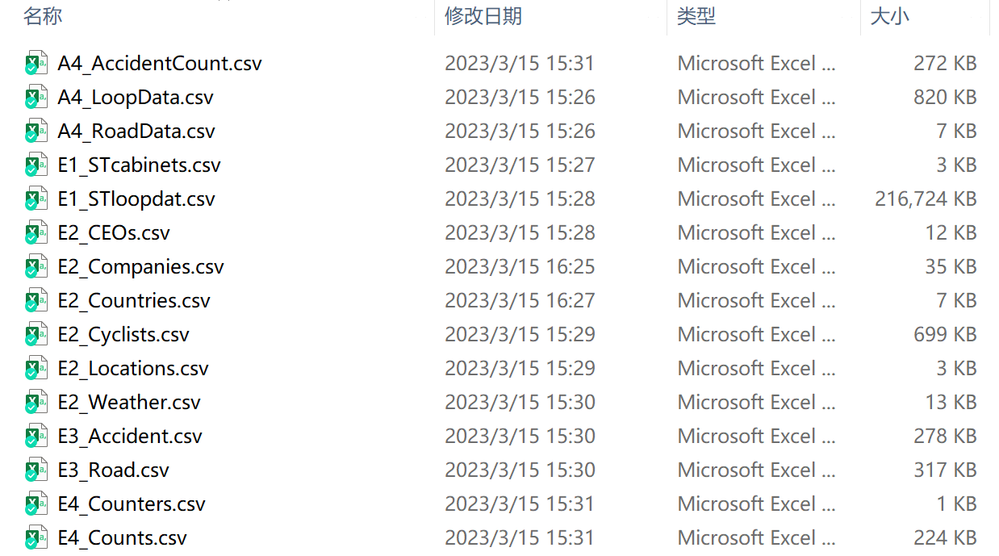 名称 修改日期 类型 大小
A4_AccidentCount.csv 2023/3/15 15:31 Microsoft Excel ... 272 KB
A4_LoopData.csv 2023/3/15 15:26 Microsoft Excel ... 820 KB
A4_RoadData.csv 2023/3/15 15:26 Microsoft Excel ... 7 KB
E1_STcabinets.csv 2023/3/15 15:27 Microsoft Excel ... 3 KB
E1_STloopdat.csv 2023/3/15 15:28 Microsoft Excel ... 216,724 KB
E2_CEOs.csv 2023/3/15 15:28 Microsoft Excel ... 12 KB
E2_Companies.csv 2023/3/15 16:25 Microsoft Excel ... 35 KB
E2_Countries.csv 2023/3/15 16:27 Microsoft Excel ... 7 KB
E2_Cyclists.csv 2023/3/15 15:29 Microsoft Excel ... 699 KB
E2_Locations.csv 2023/3/15 15:29 Microsoft Excel ... 3 KB
E2_Weather.csv 2023/3/15 15:30 Microsoft Excel ... 13 KB
E3_Accident.csv 2023/3/15 15:30 Microsoft Excel ... 278 KB
E3_Road.csv 2023/3/15 15:30 Microsoft Excel ... 317 KB
E4_Counters.csv 2023/3/15 15:31 Microsoft Excel ... 1 KB
E4_Counts.csv 2023/3/15 15:31 Microsoft Excel ... 224 KB